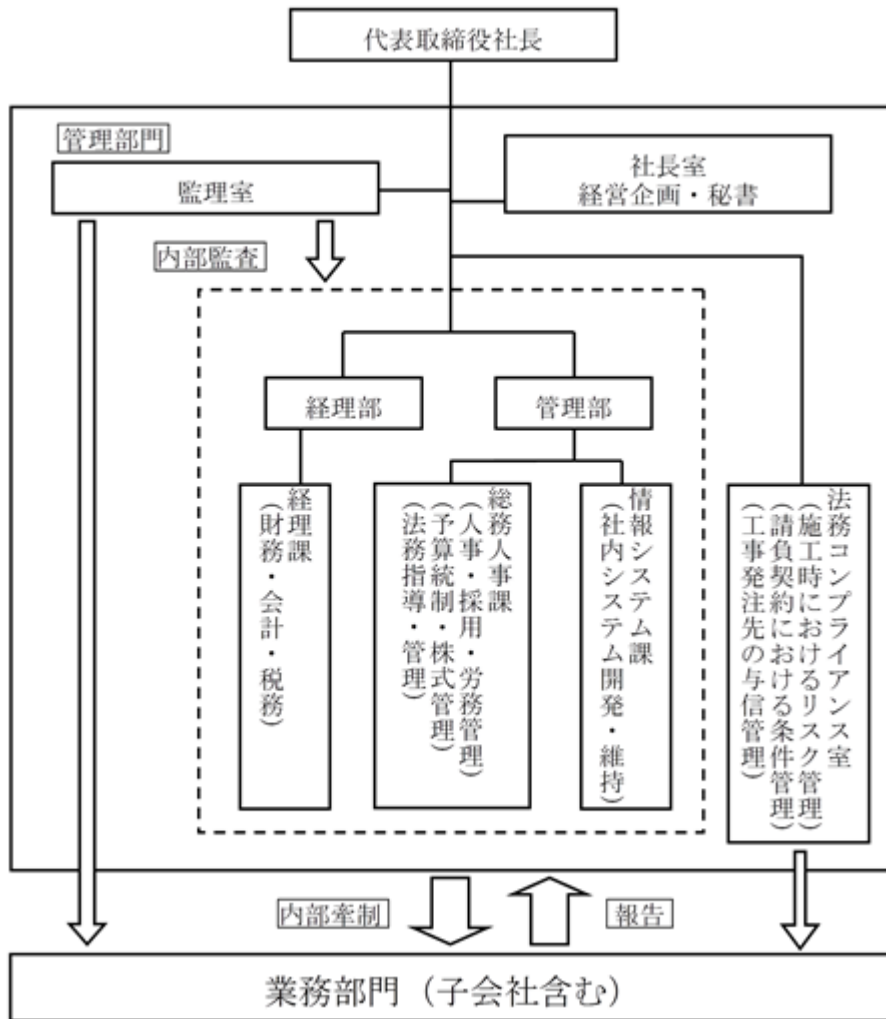 代表取締役社長
管理部門
監理室
社長室
経営企画・秘書
内部監査
経理部
管理部
経理課
(財務・会計・税務)
総務人事課
(人事・採用・労務管理)
(予算統制・株式管理)
(法務指導・管理)
情報システム課
(社内システム開発・維持)
法務コンプライアンス室
(施工時におけるリスク管理)
(請負契約における条件管理)
(工事発注先の与信管理)
内部牽制
報告
業務部門（子会社含む）